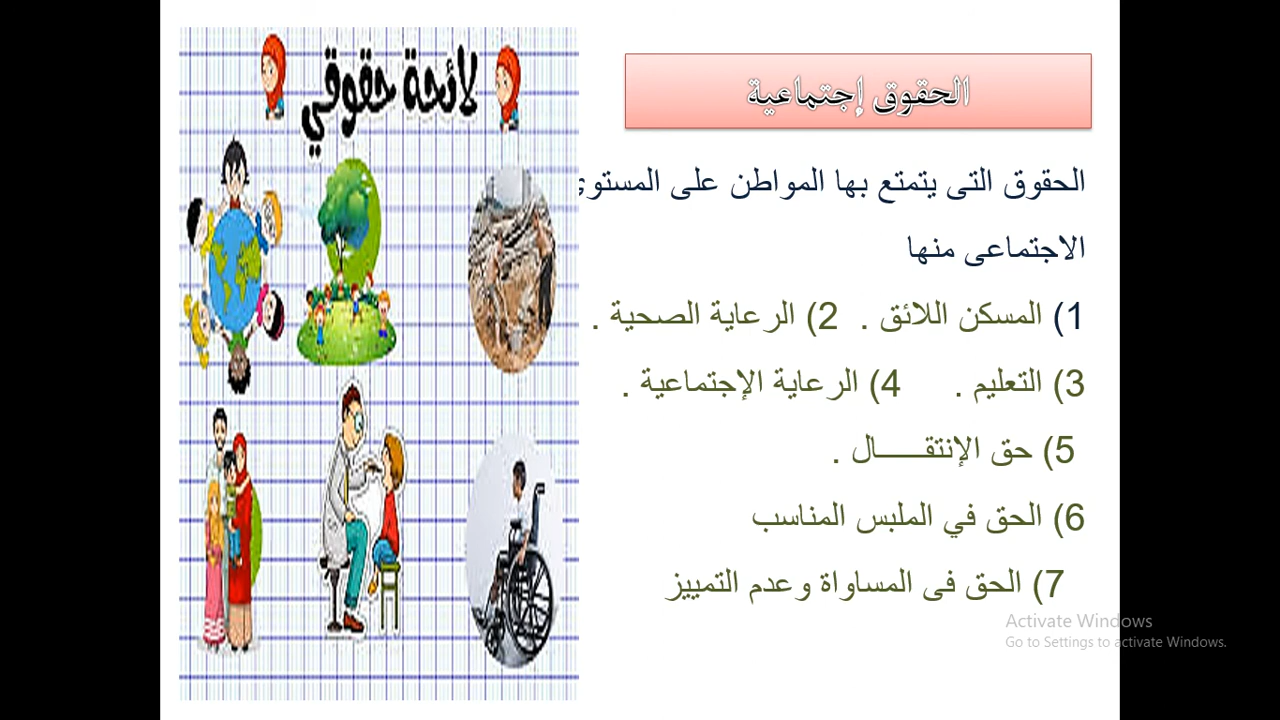 الحقوق إجتماعية
الحقوق التى يتمتع بها المواطن على المستوى
الاجتماعى منها
1) المسكن اللائق . 2) الرعاية الصحية .
3) التعليم . 4) الرعاية الإجتماعية .
5) حق الإنتقـــــــال .
6) الحق في الملبس المناسب
7) الحق فى المساواة وعدم التمييز
لائحة حقوقي
Activate Windows
Go to Settings to activate Windows.